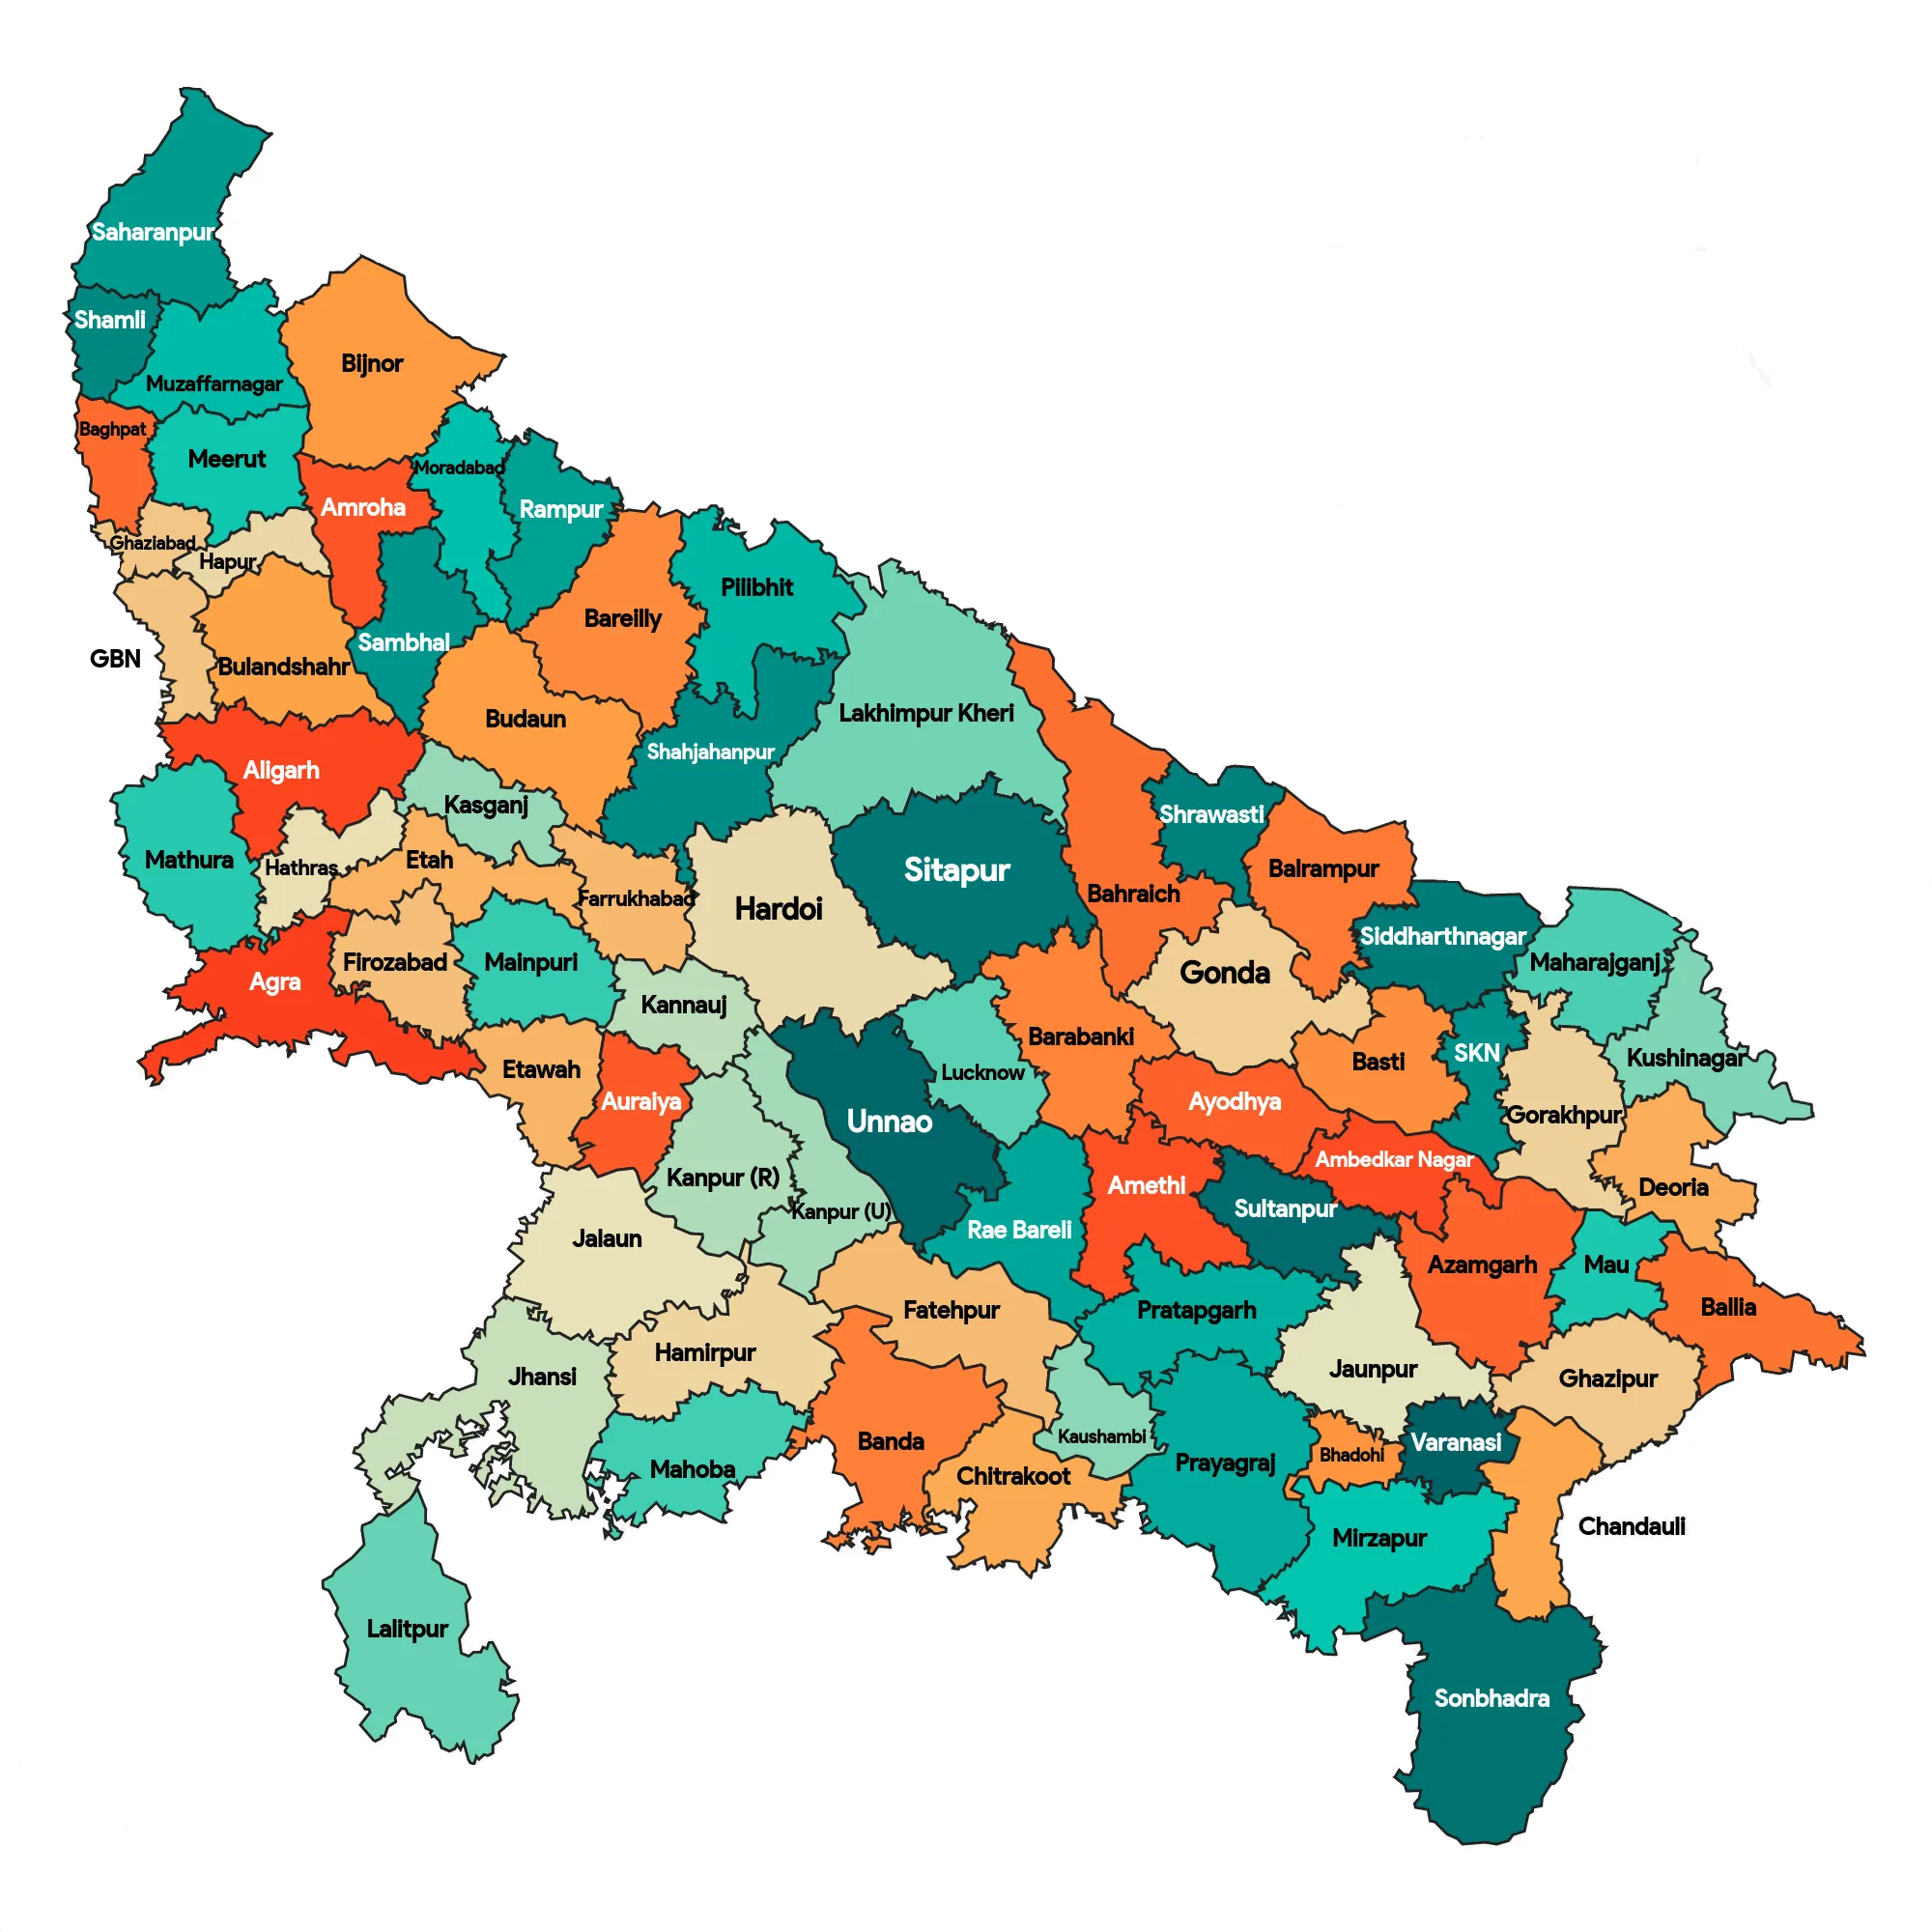 Saharanpur
Shamli
Muzaffarnagar
Bijnor
Baghpat
Meerut
Moradabad
Amroha
Rampur
Ghaziabad
Hapur
Pilibhit
Bareilly
Sambhal
GBN
Bulandshahr
Budaun
Lakhimpur Kheri
Shahjahanpur
Aligarh
Kasganj
Shrawasti
Mathura
Etah
Hathras
Sitapur
Balrampur
Bahraich
Farrukhabad
Hardoi
Siddharthnagar
Firozabad
Mainpuri
Maharajganj
Gonda
Agra
Kannauj
Barabanki
SKN
Kushinagar
Basti
Etawah
Lucknow
Auraiya
Ayodhya
Gorakhpur
Unnao
Ambedkar Nagar
Kanpur (R)
Amethi
Deoria
Sultanpur
Kanpur (U)
Rae Bareli
Jalaun
Azamgarh
Mau
Ballia
Fatehpur
Pratapgarh
Hamirpur
Jaunpur
Jhansi
Ghazipur
Kaushambi
Banda
Varanasi
Bhadohi
Prayagraj
Mahoba
Chitrakoot
Chandauli
Mirzapur
Lalitpur
Sonbhadra